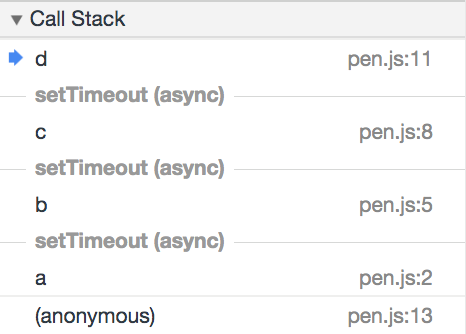 Call Stack
d pen.js:11
setTimeout (async)
c pen.js:8
setTimeout (async)
b pen.js:5
setTimeout (async)
a pen.js:2
(anonymous) pen.js:13